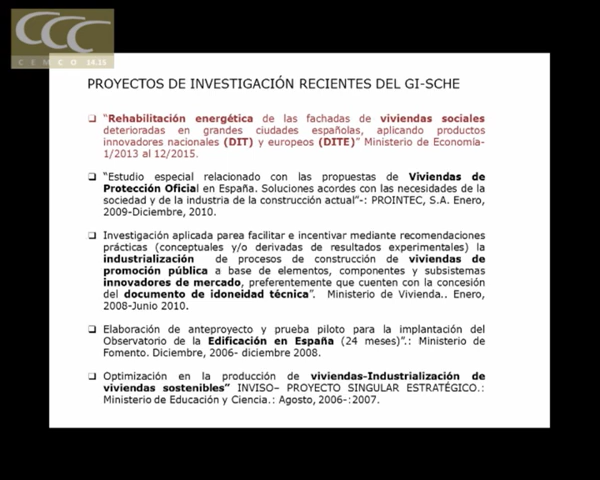 CCC
CEMCO 14.15
PROYECTOS DE INVESTIGACIÓN RECIENTES DEL GI-SCHE
❑ “Rehabilitación energética de las fachadas de viviendas sociales
deterioradas en grandes ciudades españolas, aplicando productos
innovadores nacionales (DIT) y europeos (DITE)” Ministerio de Economía-
1/2013 al 12/2015.
❑ “Estudio especial relacionado con las propuestas de Viviendas de
Protección Oficial en España. Soluciones acordes con las necesidades de la
sociedad y de la industria de la construcción actual”-: PROINTEC, S.A. Enero,
2009-Diciembre, 2010.
❑ Investigación aplicada parea facilitar e incentivar mediante recomendaciones
prácticas (conceptuales y/o derivadas de resultados experimentales) la
industrialización de procesos de construcción de viviendas de
promoción pública a base de elementos, componentes y subsistemas
innovadores de mercado, preferentemente que cuenten con la concesión
del documento de idoneidad técnica”. Ministerio de Vivienda.. Enero,
2008-Junio 2010.
❑ Elaboración de anteproyecto y prueba piloto para la implantación del
Observatorio de la Edificación en España (24 meses)”.: Ministerio de
Fomento. Diciembre, 2006- diciembre 2008.
❑ Optimización en la producción de viviendas-Industrialización de
viviendas sostenibles” INVISO– PROYECTO SINGULAR ESTRATÉGICO.:
Ministerio de Educación y Ciencia.: Agosto, 2006-:2007.